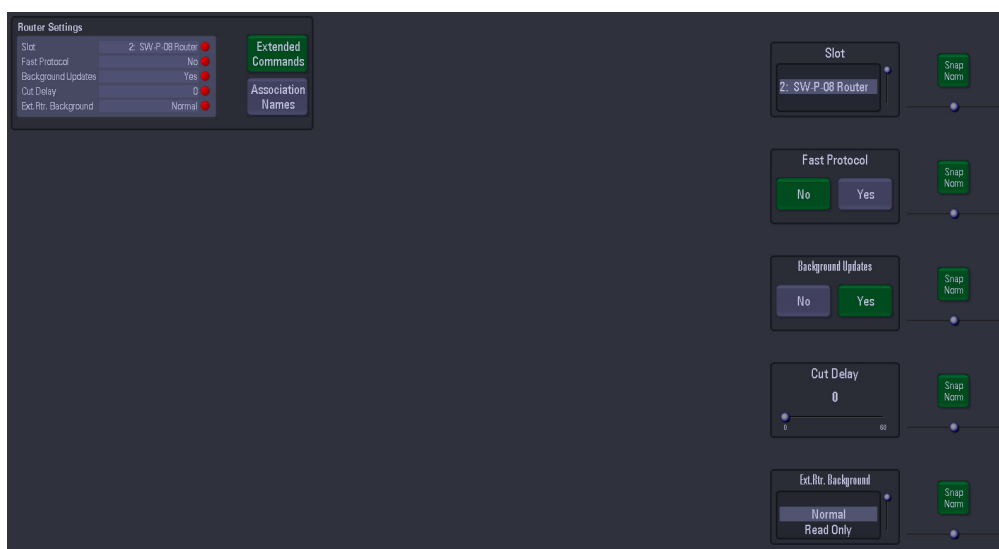 Router Settings
Slot 2: SW-P-08 Router
Fast Protocol No
Background Updates Yes
Cut Delay 0
Ext.Rtr. Background Normal
Extended
Commands
Association
Names
Slot
2: SW-P-08 Router
Snap
Norm
Fast Protocol
No Yes
Snap
Norm
Background Updates
No Yes
Snap
Norm
Cut Delay
0
0 60
Snap
Norm
Ext.Rtr. Background
Normal
Read Only
Snap
Norm